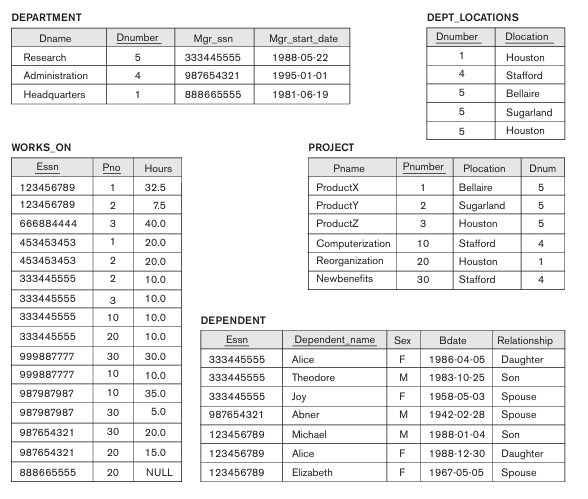 DEPARTMENT
Dname Dnumber Mgr_ssn Mgr_start_date
Research 5 333445555 1988-05-22
Administration 4 987654321 1995-01-01
Headquarters 1 888665555 1981-06-19
DEPT_LOCATIONS
Dnumber Dlocation
1 Houston
4 Stafford
5 Bellaire
5 Sugarland
5 Houston
WORKS_ON
Essn Pno Hours
123456789 1 32.5
123456789 2 7.5
666884444 3 40.0
453453453 1 20.0
453453453 2 20.0
333445555 2 10.0
333445555 3 10.0
333445555 10 10.0
333445555 20 10.0
999887777 30 30.0
999887777 10 10.0
987987987 10 35.0
987987987 30 5.0
987654321 30 20.0
987654321 20 15.0
888665555 20 NULL
PROJECT
Pname Pnumber Plocation Dnum
ProductX 1 Bellaire 5
ProductY 2 Sugarland 5
ProductZ 3 Houston 5
Computerization 10 Stafford 4
Reorganization 20 Houston 1
Newbenefits 30 Stafford 4
DEPENDENT
Essn Dependent_name Sex Bdate Relationship
333445555 Alice F 1986-04-05 Daughter
333445555 Theodore M 1983-10-25 Son
333445555 Joy F 1958-05-03 Spouse
987654321 Abner M 1942-02-28 Spouse
123456789 Michael M 1988-01-04 Son
123456789 Alice F 1988-12-30 Daughter
123456789 Elizabeth F 1967-05-05 Spouse